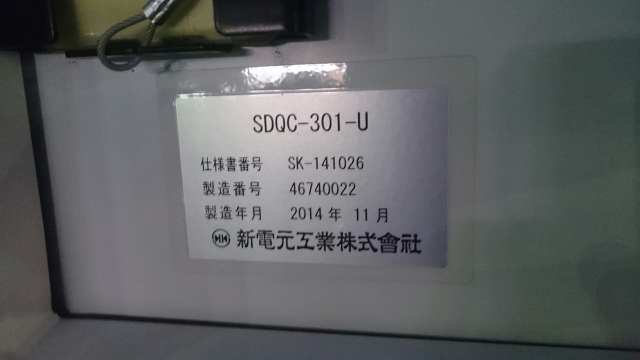 SDQC-301-U
仕様書番号 SK-141026
製造番号 46740022
製造年月 2014年 11月
新電元工業株式會社